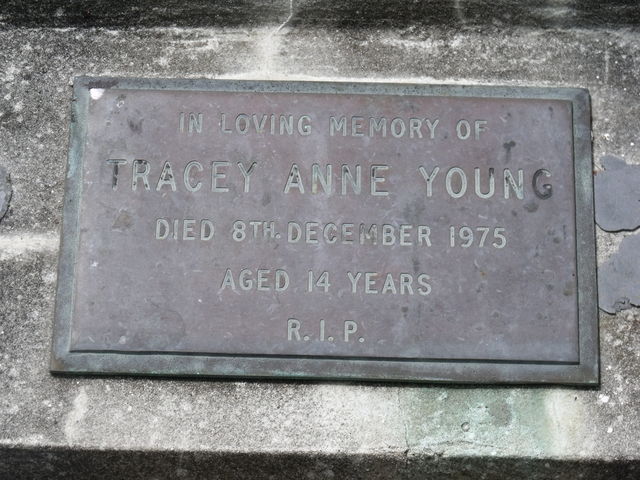 IN LOVING MEMORY OF
TRACEY ANNE YOUNG
DIED 8TH. DECEMBER 1975
AGED 14 YEARS
R.I.P.